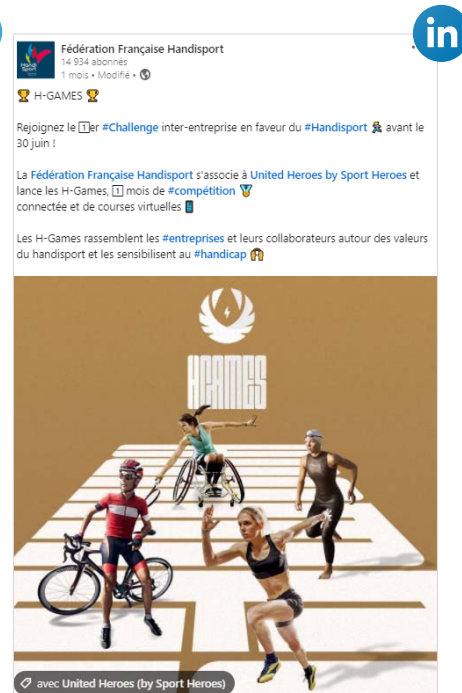 in
Fédération Française Handisport
14 934 abonnés
1 mois • Modifié •
🏆 H-GAMES 🏆
Rejoignez le 1️⃣er #Challenge inter-entreprise en faveur du #Handisport avant le
30 juin !
La Fédération Française Handisport s'associe à United Heroes by Sport Heroes et
lance les H-Games, 1️⃣ mois de #compétition 🏅
connectée et de courses virtuelles 📱
Les H-Games rassemblent les #entreprises et leurs collaborateurs autour des valeurs
du handisport et les sensibilisent au #handicap 🙌
HGAMES
avec United Heroes (by Sport Heroes)